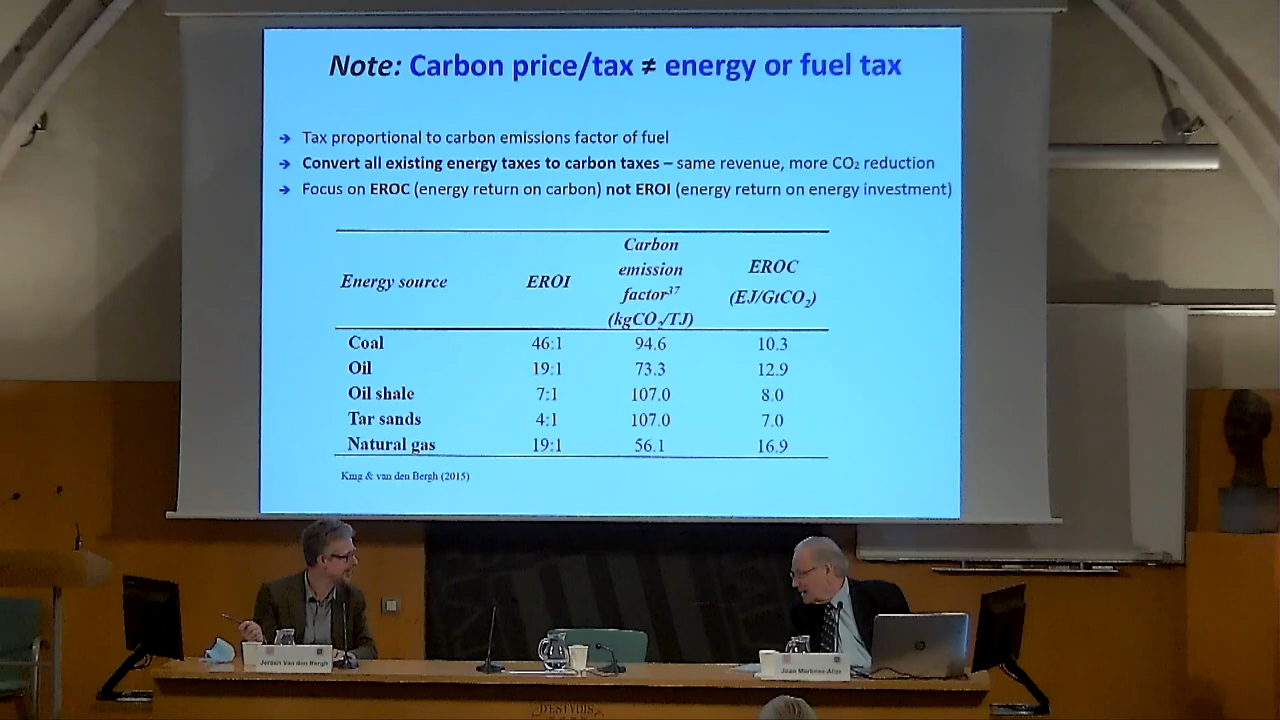 Note: Carbon price/tax ≠ energy or fuel tax
→ Tax proportional to carbon emissions factor of fuel
→ Convert all existing energy taxes to carbon taxes – same revenue, more CO₂ reduction
→ Focus on EROC (energy return on carbon) not EROI (energy return on energy investment)
Energy source EROI Carbon emission factor³⁷ (kgCO₂/TJ) EROC (EJ/GtCO₂)
Coal 46:1 94.6 10.3
Oil 19:1 73.3 12.9
Oil shale 7:1 107.0 8.0
Tar sands 4:1 107.0 7.0
Natural gas 19:1 56.1 16.9
King & van den Bergh (2015)
Jeroen Van den Bergh
Joan Martínez-Alier
hp
D'ESTVDIS